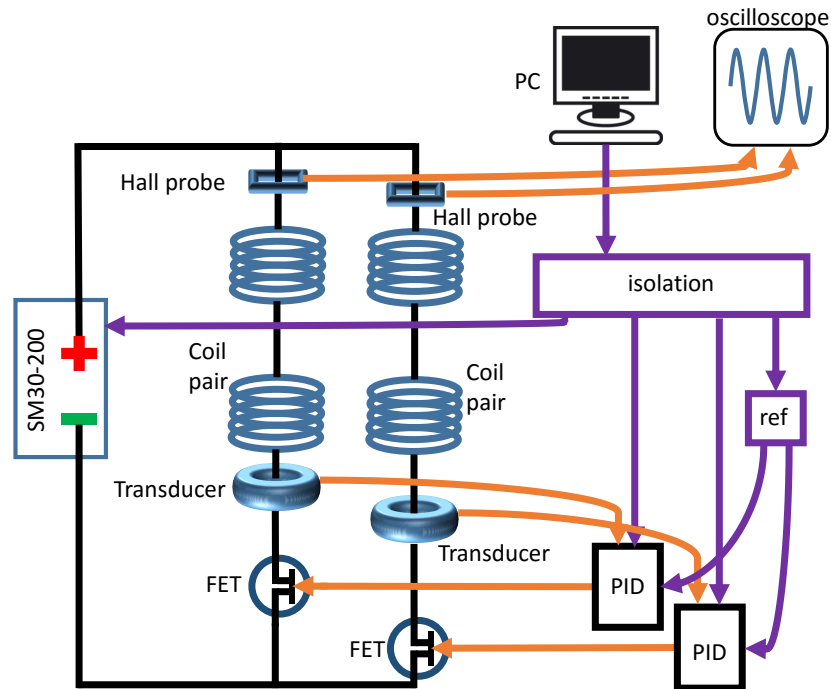 oscilloscope
PC
Hall probe
Hall probe
isolation
SM30-200
Coil
pair
Coil
pair
ref
Transducer
Transducer
FET
PID
FET
PID